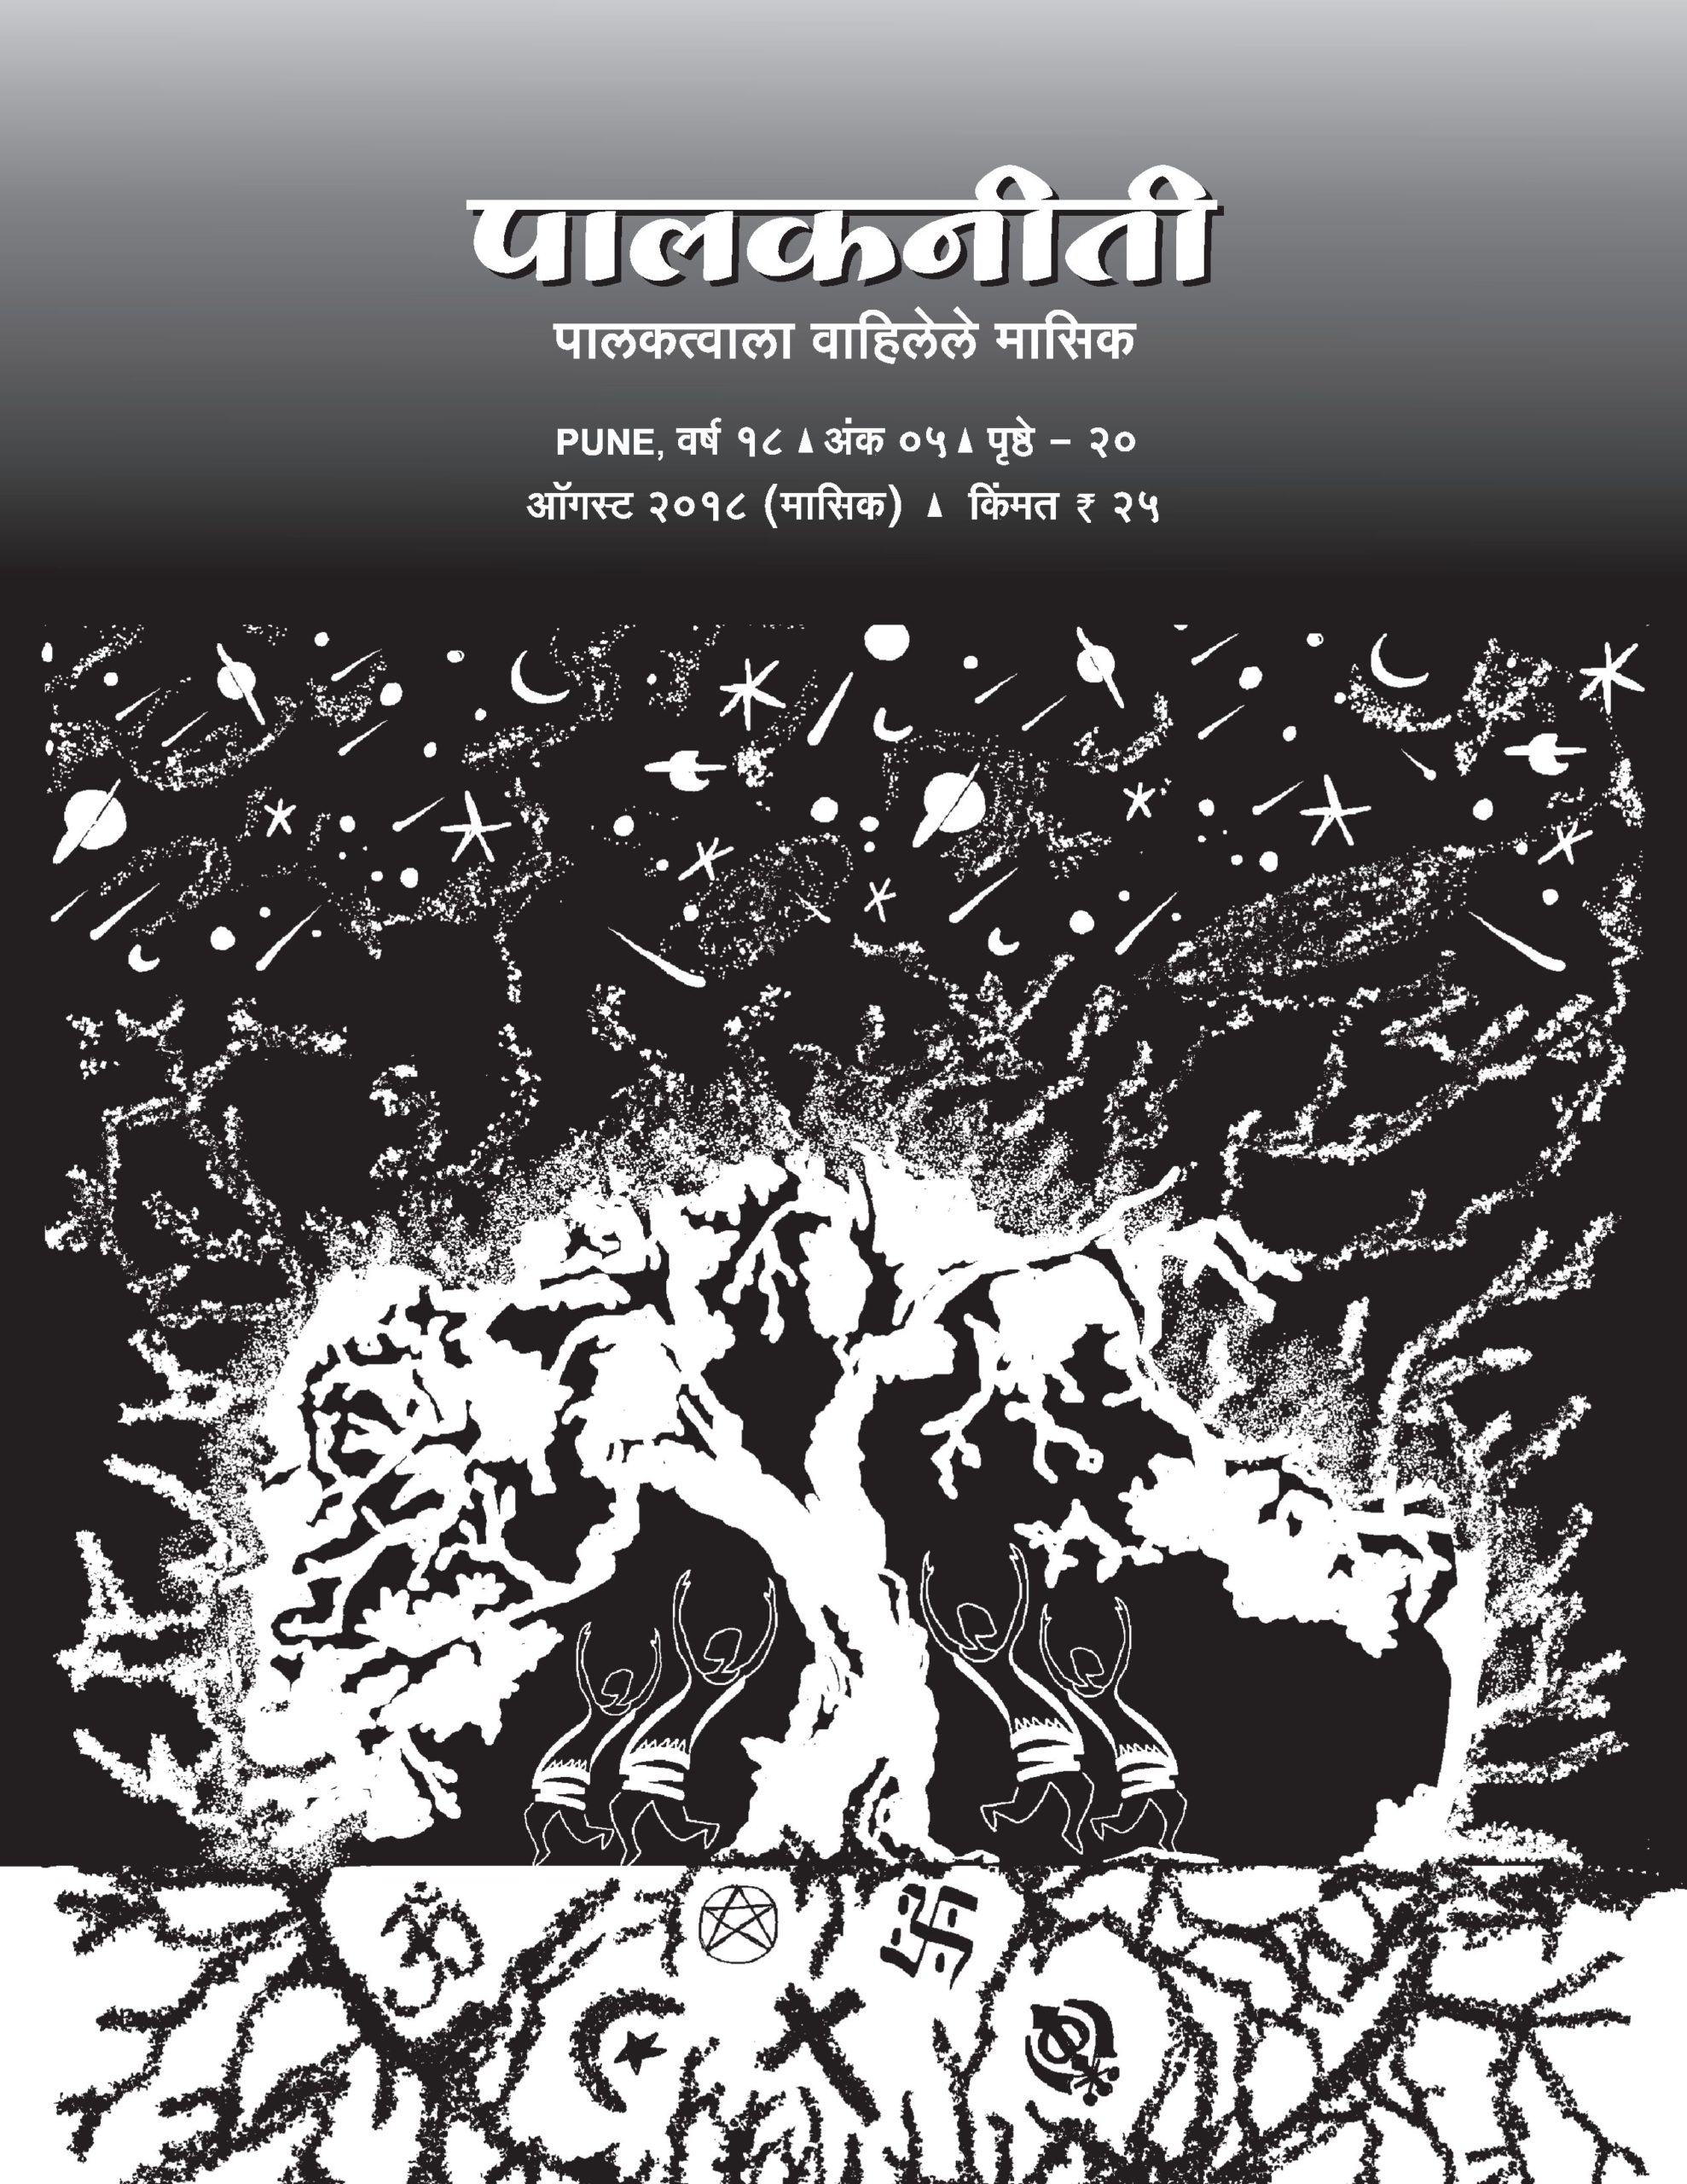 पालकनीती
पालकत्वाला वाहिलेले मासिक
PUNE, वर्ष १८ ▲ अंक ०५ ▲ पृष्ठे – २०
ऑगस्ट २०१८ (मासिक) ▲ किंमत ₹ २५
ॐ